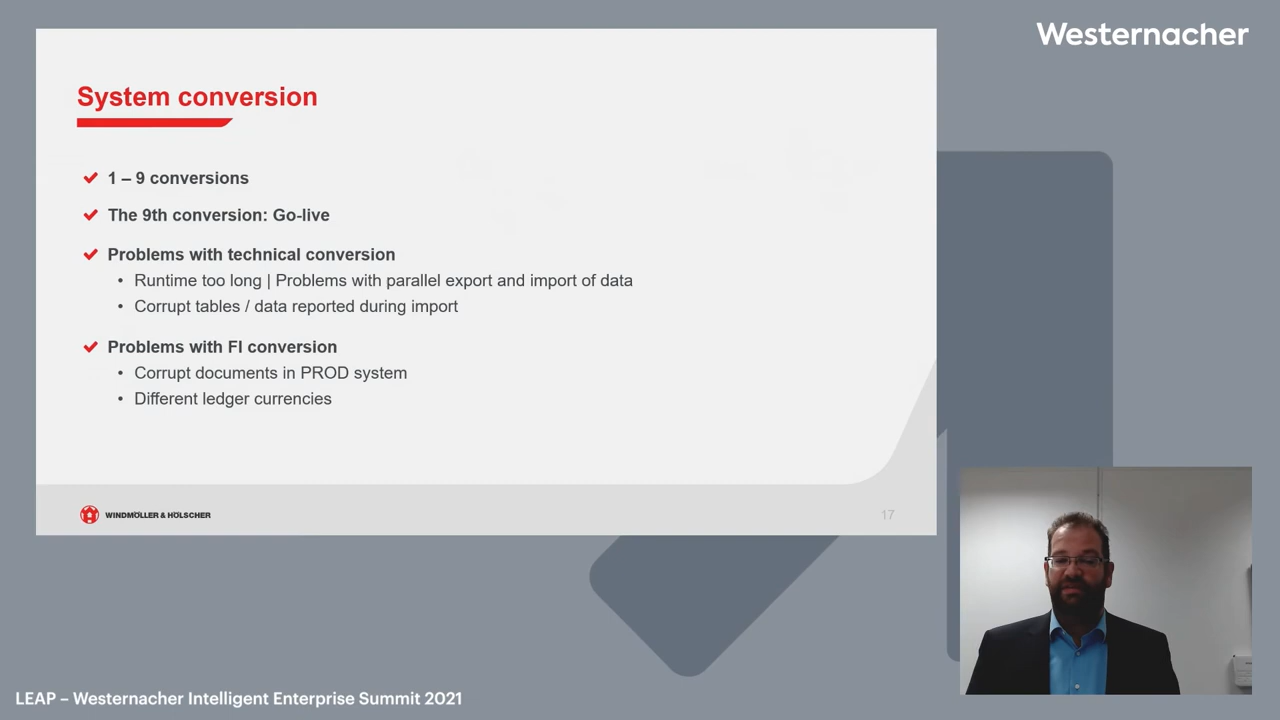 Westernacher
System conversion
1 – 9 conversions
The 9th conversion: Go-live
Problems with technical conversion
• Runtime too long | Problems with parallel export and import of data
• Corrupt tables / data reported during import
Problems with FI conversion
• Corrupt documents in PROD system
• Different ledger currencies
WINDMÖLLER & HÖLSCHER
17
LEAP – Westernacher Intelligent Enterprise Summit 2021